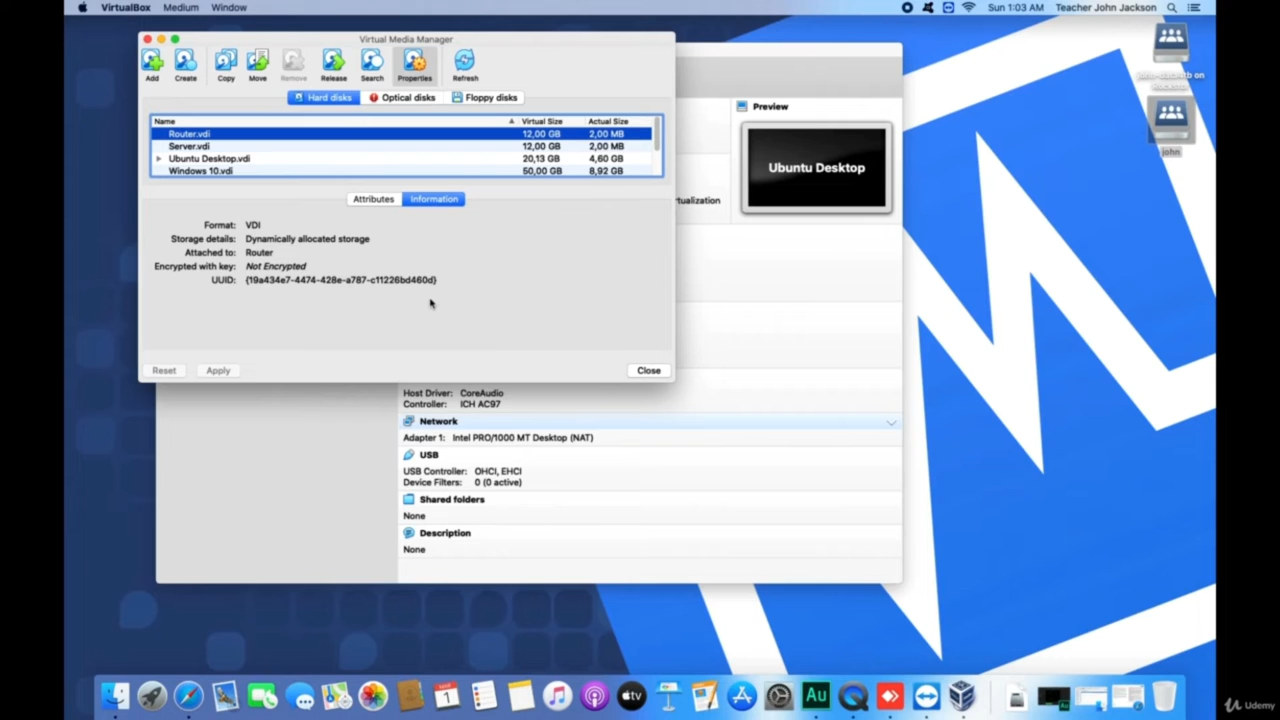 VirtualBox Medium Window Sun 1:03 AM Teacher John Jackson
Virtual Media Manager
Add Create Copy Move Remove Release Search Properties Refresh
Hard disks Optical disks Floppy disks
Name Virtual Size Actual Size
Router.vdi 12,00 GB 2,00 MB
Server.vdi 12,00 GB 2,00 MB
Ubuntu Desktop.vdi 20,13 GB 4,60 GB
Windows 10.vdi 50,00 GB 8,92 GB
Attributes Information
Format: VDI
Storage details: Dynamically allocated storage
Attached to: Router
Encrypted with key: Not Encrypted
UUID: {19a434e7-4474-428e-a787-c11226bd460d}
Reset Apply Close
Preview
Ubuntu Desktop
rtualization
Host Driver: CoreAudio
Controller: ICH AC97
Network
Adapter 1: Intel PRO/1000 MT Desktop (NAT)
USB
USB Controller: OHCI, EHCI
Device Filters: 0 (0 active)
Shared folders
None
Description
None
john
tv
1
Au
Udemy